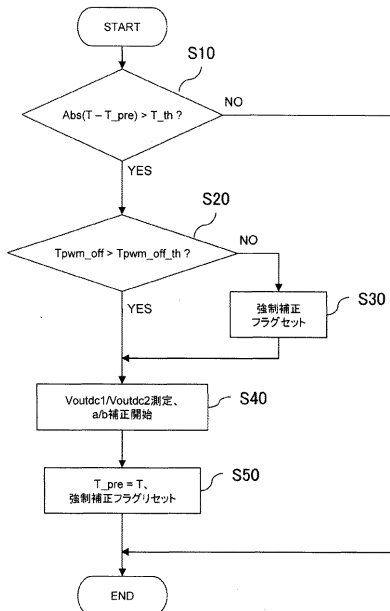 START
S10
Abs(T − T_pre) > T_th ?
NO
YES
S20
Tpwm_off > Tpwm_off_th ?
NO
YES
S30
強制補正
フラグセット
Voutdc1/Voutdc2測定、
a/b補正開始
S40
T_pre = T、
強制補正フラグリセット
S50
END